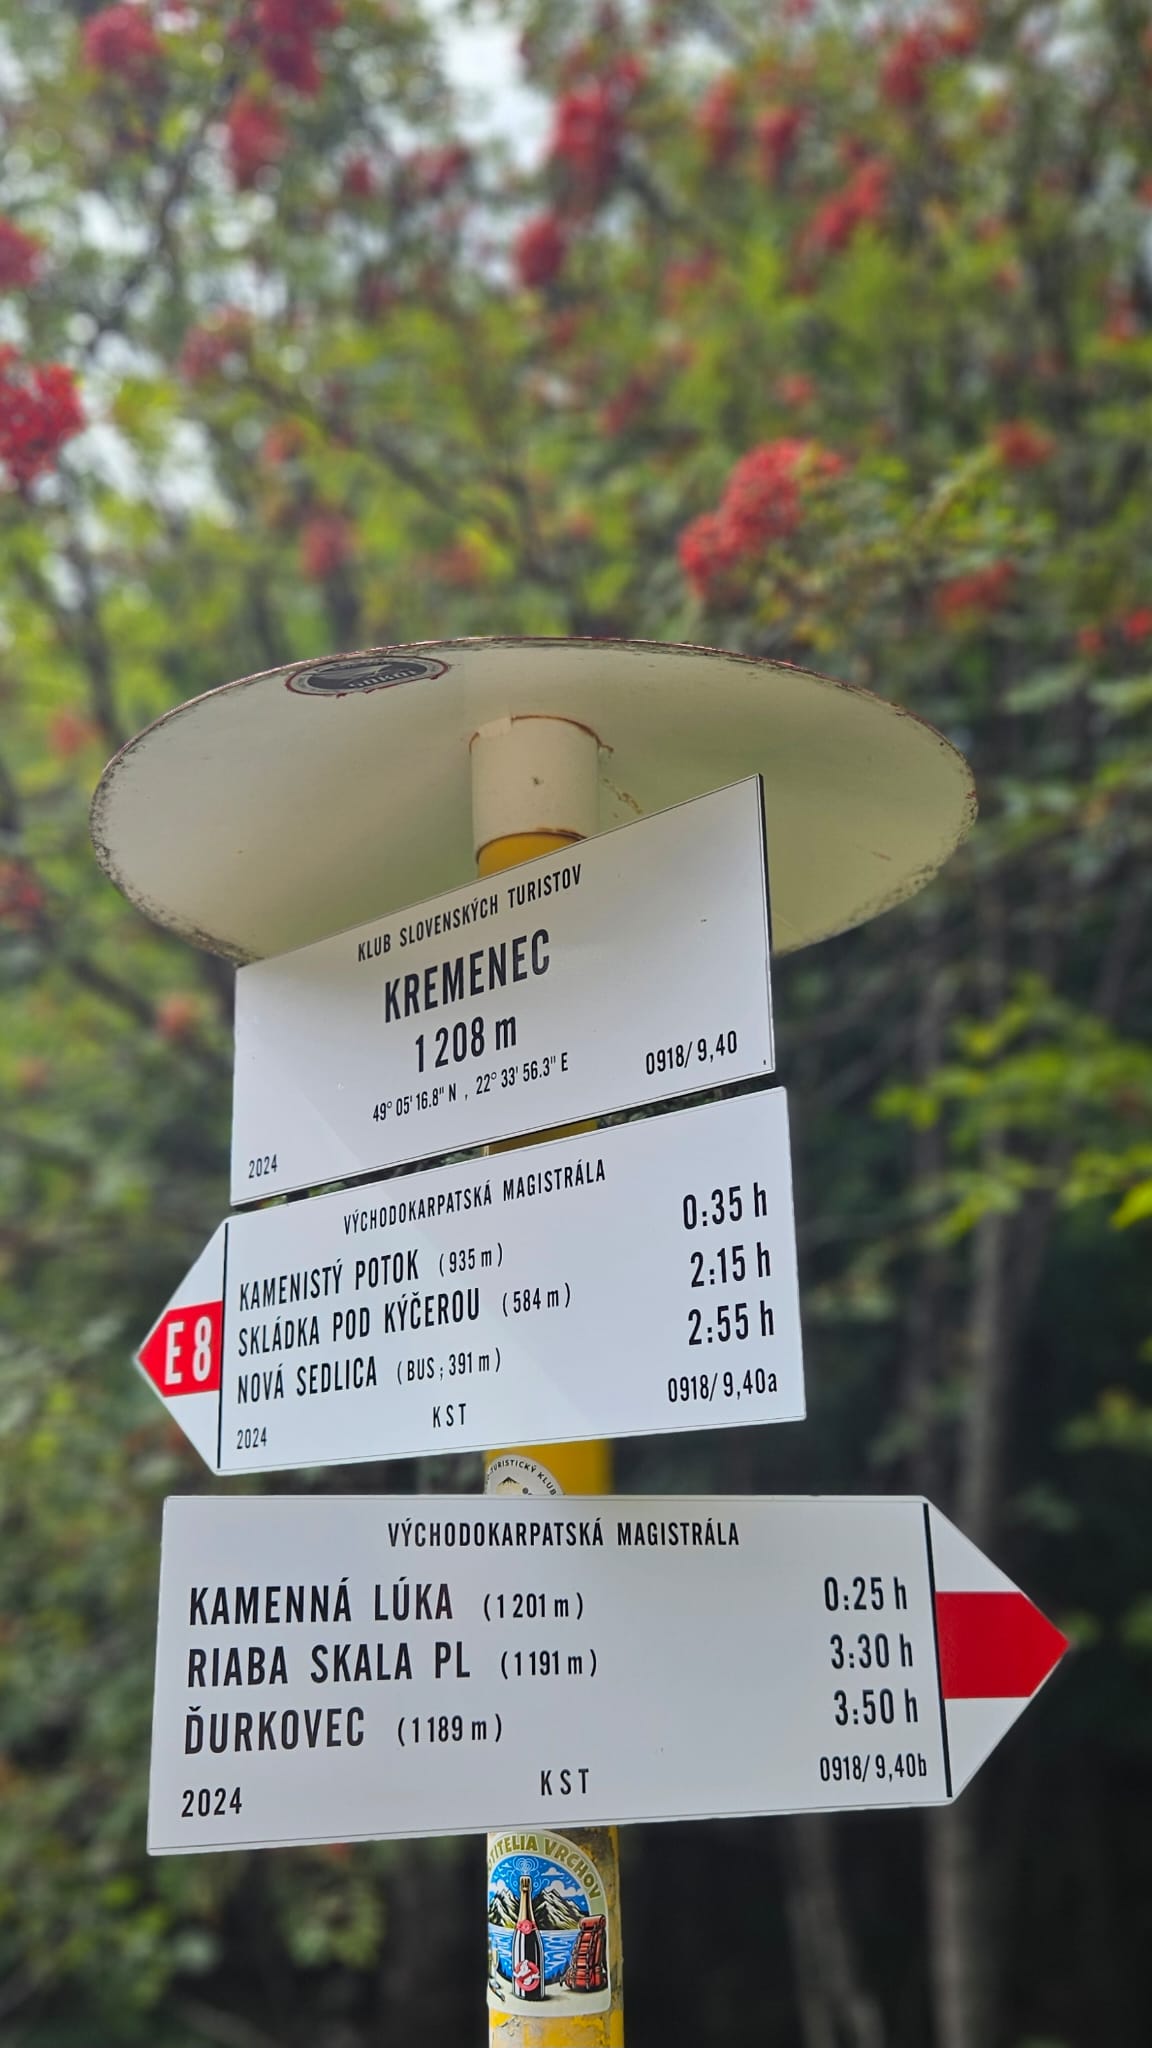 KLUB SLOVENSKÝCH TURISTOV
KREMENEC
1 208 m
49° 05' 16.8" N , 22° 33' 56.3" E
0918/ 9,40
2024
VÝCHODOKARPATSKÁ MAGISTRÁLA
KAMENISTÝ POTOK (935 m) 0:35 h
SKLÁDKA POD KÝČEROU (584 m) 2:15 h
NOVÁ SEDLICA (BUS ; 391 m) 2:55 h
E 8
2024 KST 0918/ 9,40a
TURISTICKÝ KLUB
VÝCHODOKARPATSKÁ MAGISTRÁLA
KAMENNÁ LÚKA (1 201 m) 0:25 h
RIABA SKALA PL (1 191 m) 3:30 h
ĎURKOVEC (1 189 m) 3:50 h
2024 KST 0918/ 9,40b
VRCHOV